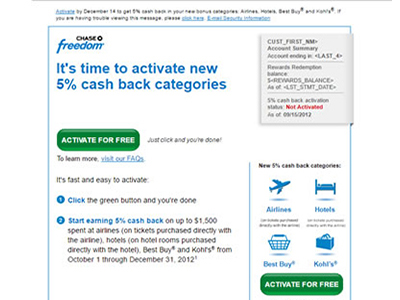 Activate by December 14 to get 5% cash back in your new bonus categories: Airlines, Hotels, Best Buy® and Kohl's®. If you
are having trouble viewing this message, please click here. E-mail Security Information
CHASE
freedom
CUST_FIRST_NM>
Account Summary
Account ending in: <LAST_4>
Rewards Redemption
balance:
$<REWARDS_BALANCE>
As of: <LST_STMT_DATE>
5% cash back activation
status: Not Activated
As of: 09/15/2012
It's time to activate new
5% cash back categories
ACTIVATE FOR FREE
Just click and you're done!
To learn more, visit our FAQs.
It's fast and easy to activate:
1 Click the green button and you're done
2 Start earning 5% cash back on up to $1,500
spent at airlines (on tickets purchased directly with
the airline), hotels (on hotel rooms purchased
directly with the hotel), Best Buy® and Kohl's® from
October 1 through December 31, 2012¹
New 5% cash back categories:
Airlines
(on tickets purchased
directly with the airline)
Hotels
(on tickets purchased
directly with the
Best Buy®
Kohl's®
ACTIVATE FOR FREE